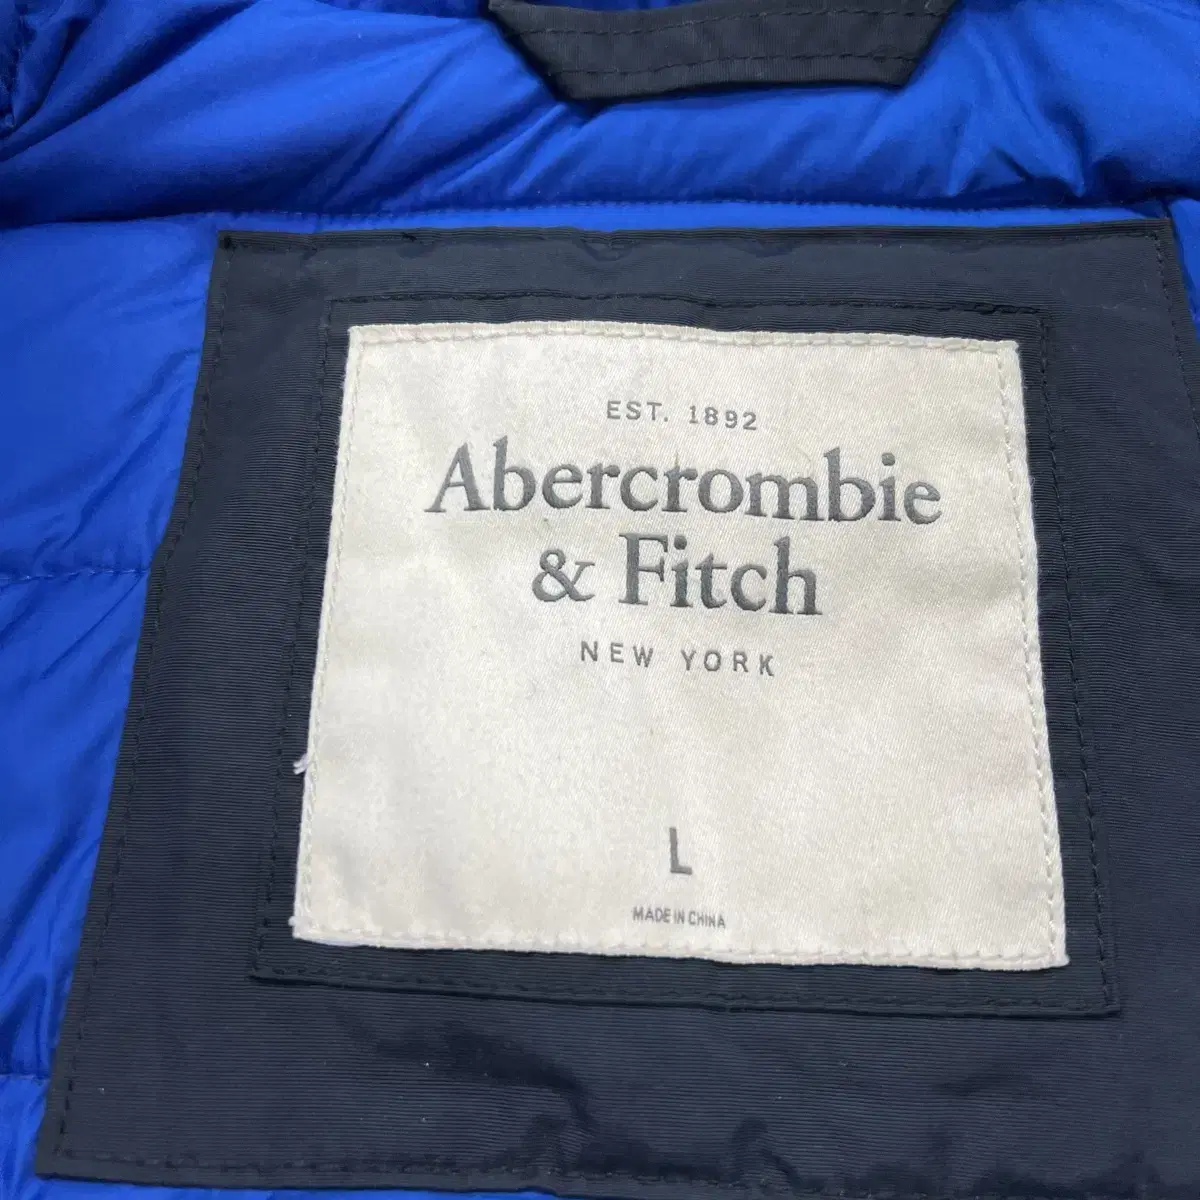 EST. 1892
Abercrombie
& Fitch
NEW YORK
L
MADE IN CHINA